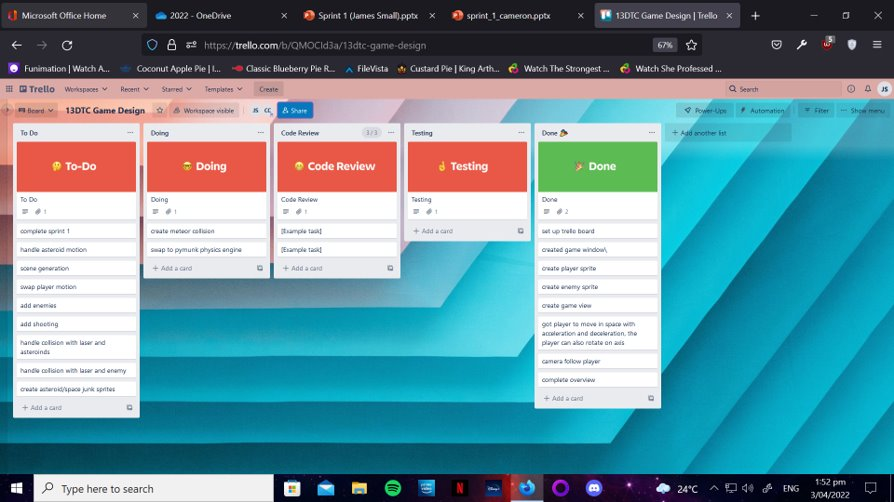 Microsoft Office Home
2022 - OneDrive
Sprint 1 (James Small).pptx
sprint_1_cameron.pptx
13DTC Game Design | Trello
https://trello.com/b/QMOCld3a/13dtc-game-design
67%
5
Funimation | Watch A...
Coconut Apple Pie | I...
Classic Blueberry Pie R...
FileVista
Custard Pie | King Arth...
Watch The Strongest ...
Watch She Professed ...
Trello
Workspaces
Recent
Starred
Templates
Create
Search
JS
Board
13DTC Game Design
Workspace visible
JS
CC
Share
Power-Ups
Automation
Filter
Show menu
To Do
To-Do
To Do
1
complete sprint 1
handle asteroid motion
scene generation
swap player motion
add enemies
add shooting
handle collision with laser and
asteroinds
handle collision with laser and enemy
create asteroid/space junk sprites
+ Add a card
Doing
Doing
Doing
1
create meteor collision
swap to pymunk physics engine
+ Add a card
Code Review
3 / 3
Code Review
Code Review
1
[Example task]
[Example task]
+ Add a card
Testing
Testing
Testing
1
+ Add a card
Done
Done
Done
2
set up trello board
created game window\
create player sprite
create enemy sprite
create game view
got player to move in space with
acceleration and deceleration, the
player can also rotate on axis
camera follow player
complete overview
+ Add a card
+ Add another list
Type here to search
prime video
N
Disney+
24°C
ENG
1:52 pm
3/04/2022